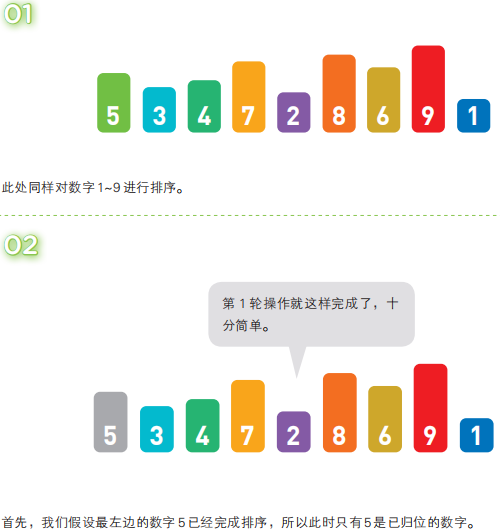 01
5 3 4 7 2 8 6 9 1
此处同样对数字1~9进行排序。
02
第 1 轮操作就这样完成了，十
分简单。
5 3 4 7 2 8 6 9 1
首先，我们假设最左边的数字5已经完成排序，所以此时只有5是已归位的数字。